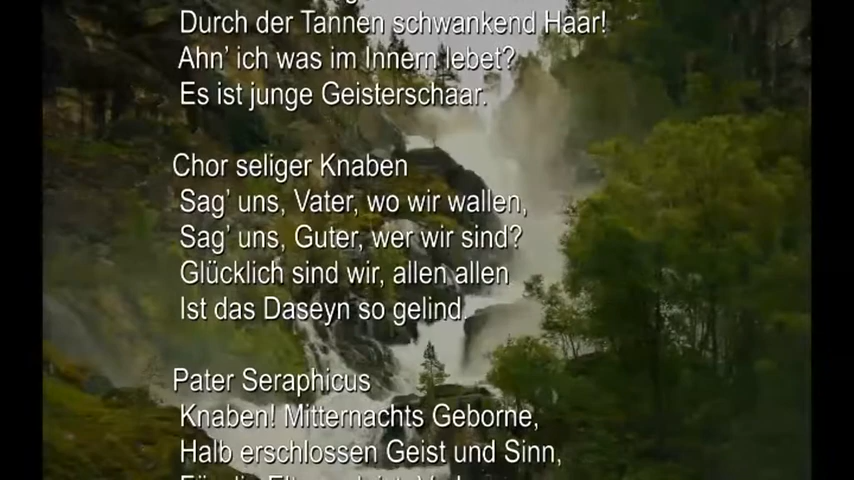 Durch der Tannen schwankend Haar!
Ahn’ ich was im Innern lebet?
Es ist junge Geisterschaar.
Chor seliger Knaben
Sag’ uns, Vater, wo wir wallen,
Sag’ uns, Guter, wer wir sind?
Glücklich sind wir, allen allen
Ist das Daseyn so gelind.
Pater Seraphicus
Knaben! Mitternachts Geborne,
Halb erschlossen Geist und Sinn,